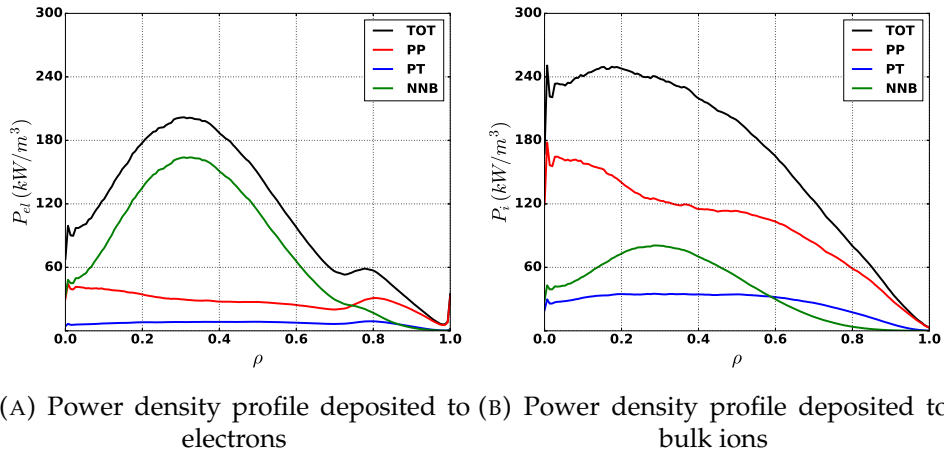 300
240
180
120
60
0.0 0.2 0.4 0.6 0.8 1.0
P_el (kW/m^3)
ρ
TOT
PP
PT
NNB
300
240
180
120
60
0.0 0.2 0.4 0.6 0.8 1.0
P_i (kW/m^3)
ρ
TOT
PP
PT
NNB
(A) Power density profile deposited to
electrons
(B) Power density profile deposited to
bulk ions